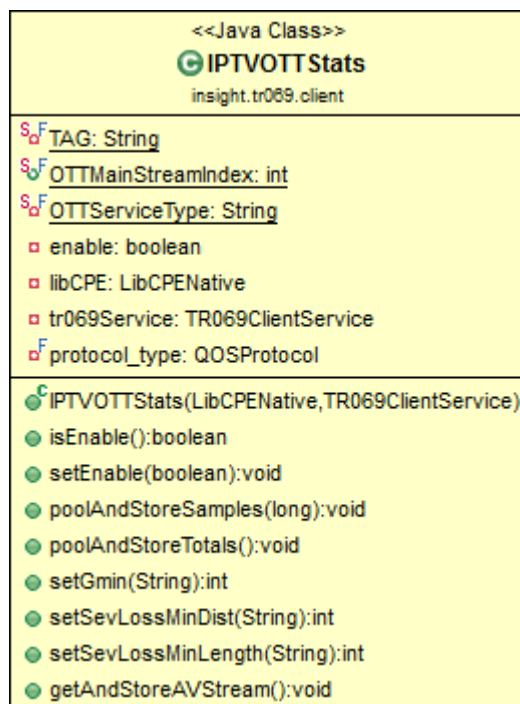 <<Java Class>>
C IPTVOTTStats
insight.tr069.client
S F TAG: String
S F OTTMainStreamIndex: int
S F OTTServiceType: String
enable: boolean
libCPE: LibCPENative
tr069Service: TR069ClientService
F protocol_type: QOSProtocol
C IPTVOTTStats(LibCPENative,TR069ClientService)
isEnable():boolean
setEnable(boolean):void
poolAndStoreSamples(long):void
poolAndStoreTotals():void
setGmin(String):int
setSevLossMinDist(String):int
setSevLossMinLength(String):int
getAndStoreAVStream():void